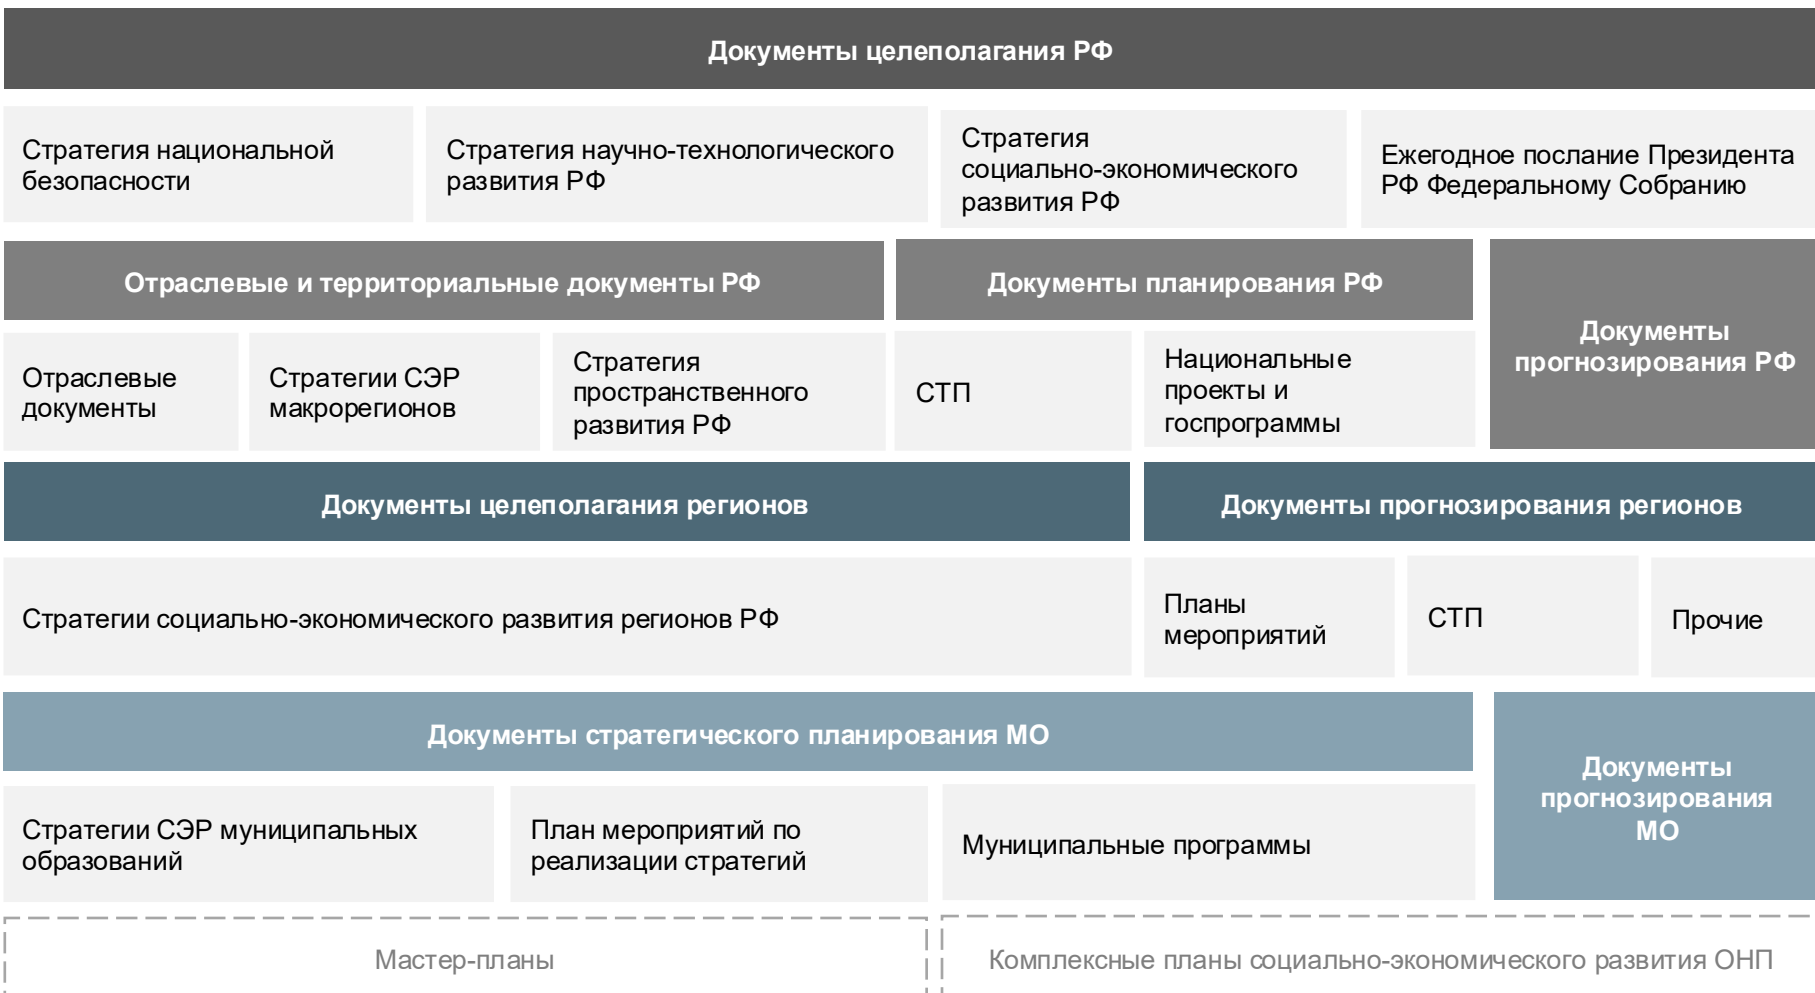 Документы целеполагания РФ
Стратегия национальной
безопасности
Стратегия научно-технологического
развития РФ
Стратегия
социально-экономического
развития РФ
Ежегодное послание Президента
РФ Федеральному Собранию
Отраслевые и территориальные документы РФ
Документы планирования РФ
Документы
прогнозирования РФ
Отраслевые
документы
Стратегии СЭР
макрорегионов
Стратегия
пространственного
развития РФ
СТП
Национальные
проекты и
госпрограммы
Документы целеполагания регионов
Документы прогнозирования регионов
Стратегии социально-экономического развития регионов РФ
Планы
мероприятий
СТП
Прочие
Документы стратегического планирования МО
Документы
прогнозирования
МО
Стратегии СЭР муниципальных
образований
План мероприятий по
реализации стратегий
Муниципальные программы
Мастер-планы
Комплексные планы социально-экономического развития ОНП